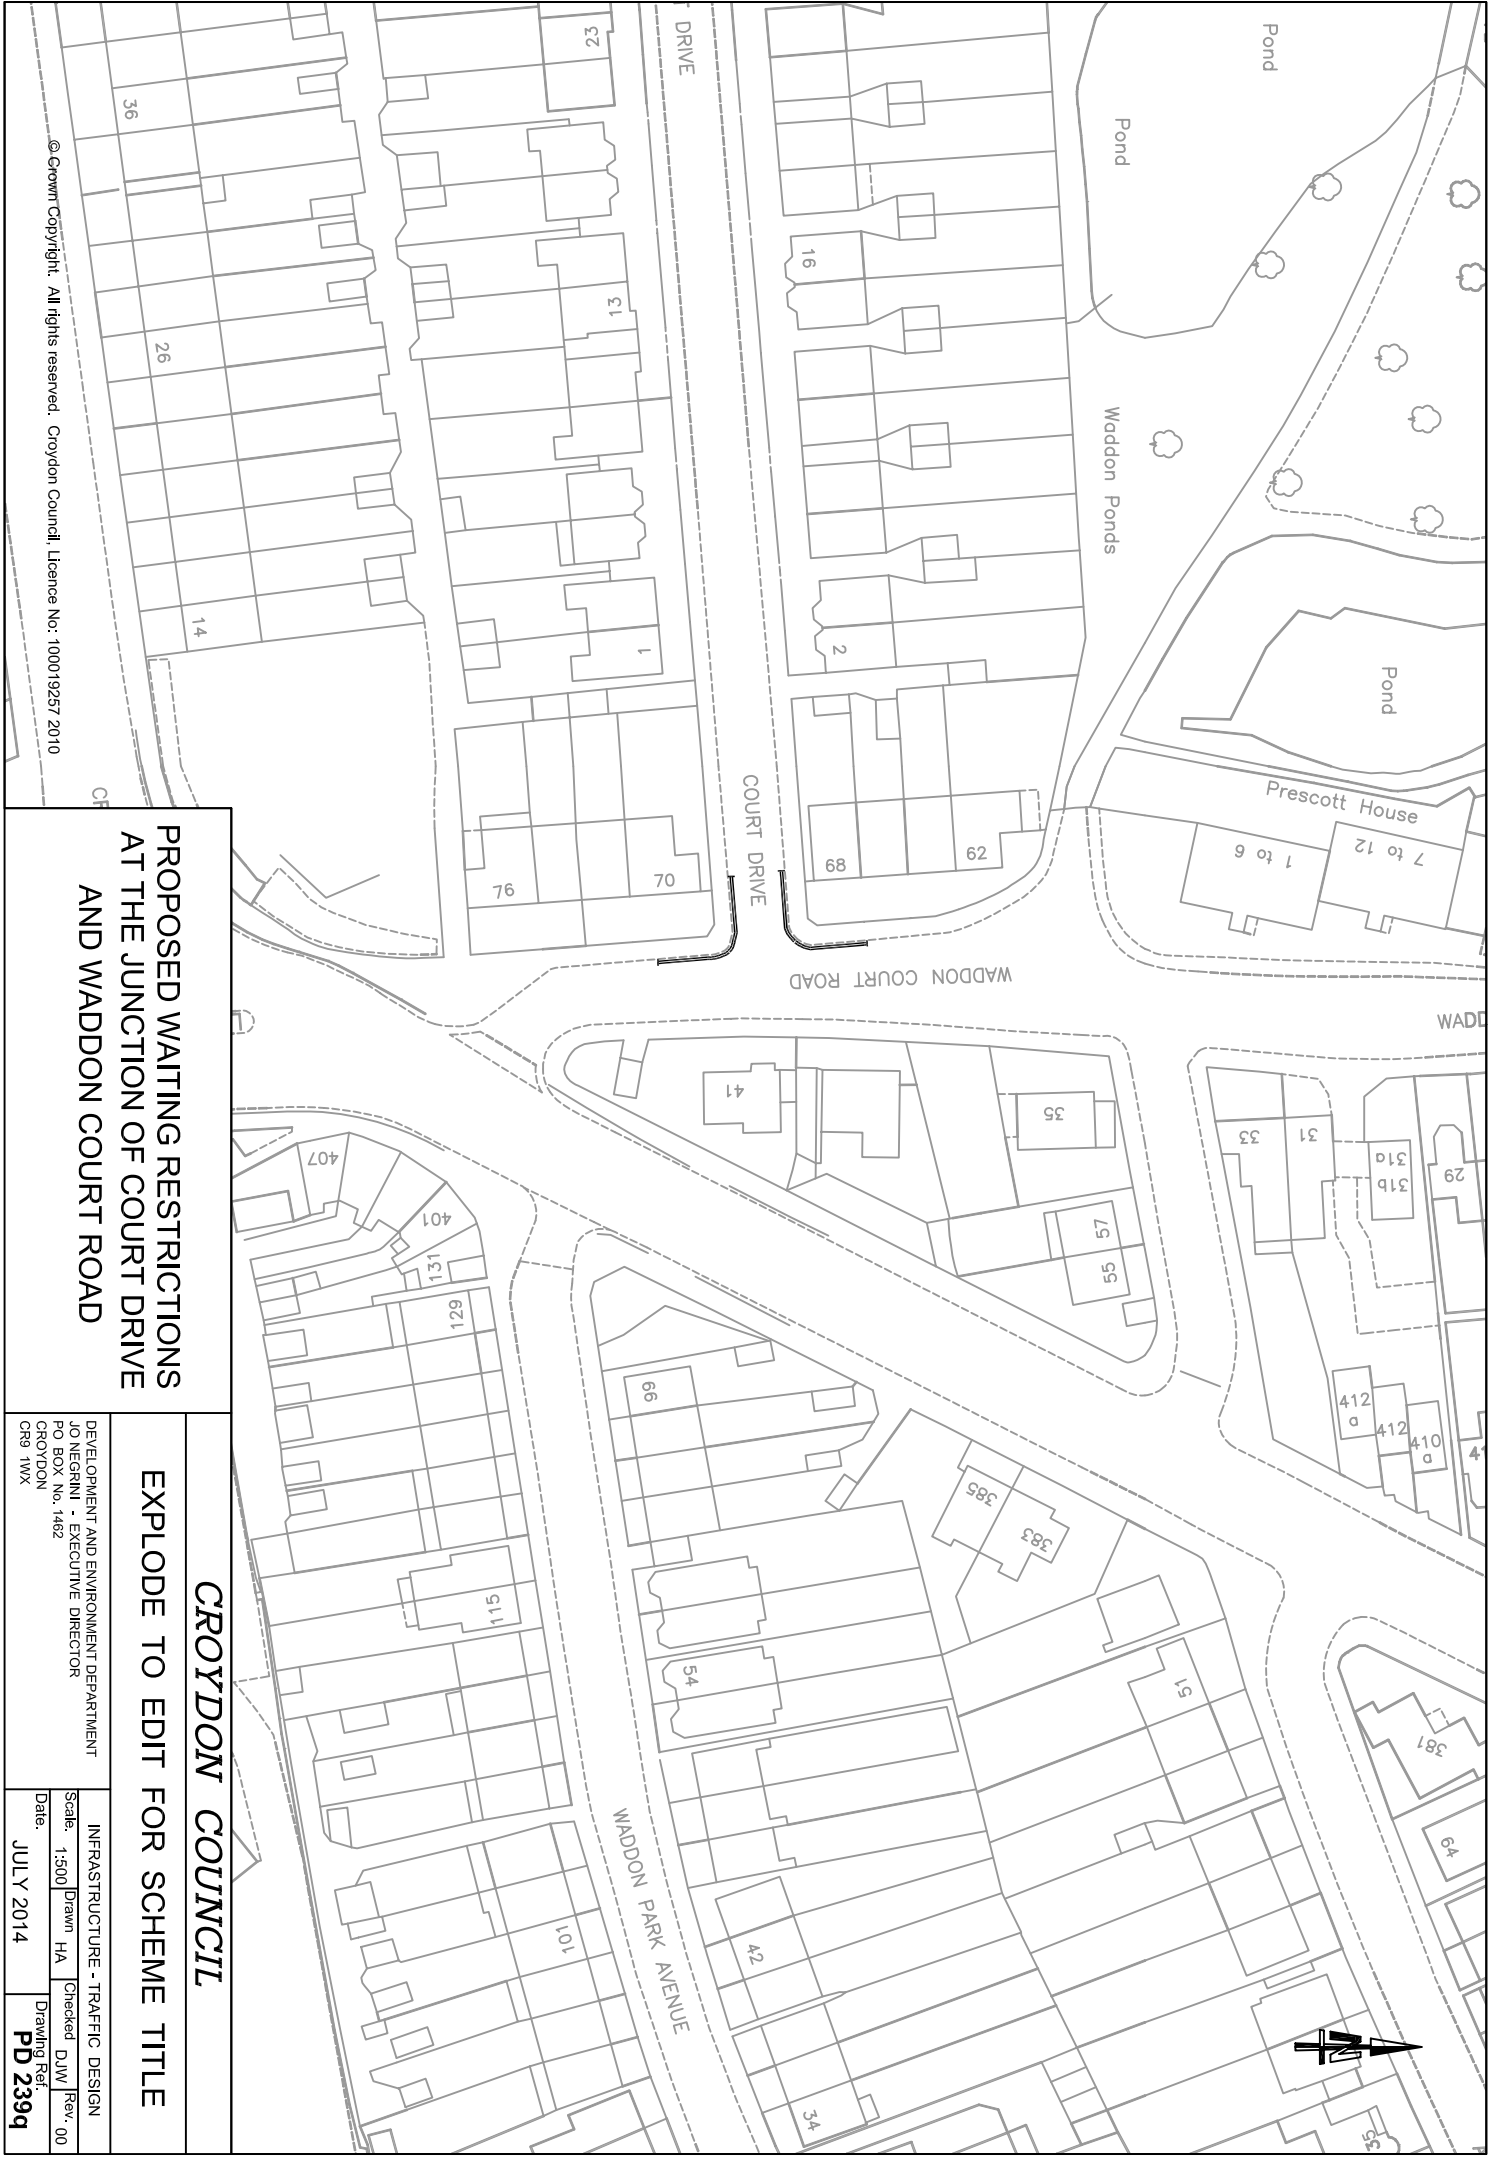 Pond
Pond
Pond
Waddon Ponds
Prescott House
1 to 6
7 to 12
COURT DRIVE
T DRIVE
WADDON COURT ROAD
WADD
WADDON PARK AVENUE
CR
23
13
1
16
2
36
26
14
76
70
68
62
41
35
33
31
31a
31b
29
57
55
412
a
412
410
a
41
407
401
131
129
115
101
99
54
42
34
385
383
51
381
64
35
N
© Crown Copyright. All rights reserved. Croydon Council, Licence No: 100019257 2010
PROPOSED WAITING RESTRICTIONS
AT THE JUNCTION OF COURT DRIVE
AND WADDON COURT ROAD
CROYDON COUNCIL
EXPLODE TO EDIT FOR SCHEME TITLE
DEVELOPMENT AND ENVIRONMENT DEPARTMENT
JO NEGRINI - EXECUTIVE DIRECTOR
PO BOX No. 1462
CROYDON
CR9 1WX
INFRASTRUCTURE - TRAFFIC DESIGN
Scale. 1:500 Drawn HA Checked DJW Rev. 00
Date. JULY 2014
Drawing Ref. PD 239q